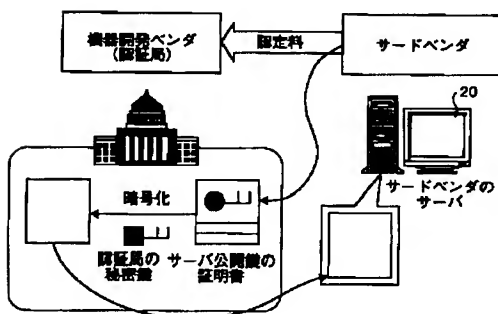 機器開発ベンダ
(認証局)
認定料
サードベンダ
20
サードベンダの
サーバ
暗号化
認証局の
秘密鍵
サーバ公開鍵の
証明書